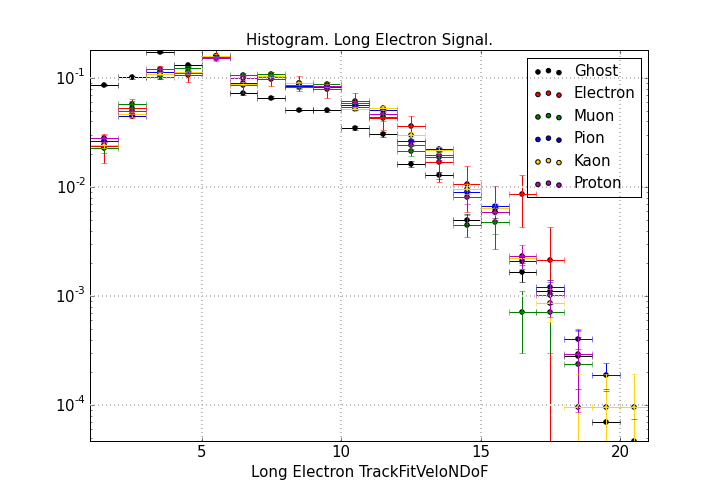 Histogram. Long Electron Signal.
Ghost
Electron
Muon
Pion
Kaon
Proton
10^-1
10^-2
10^-3
10^-4
5 10 15 20
Long Electron TrackFitVeloNDoF